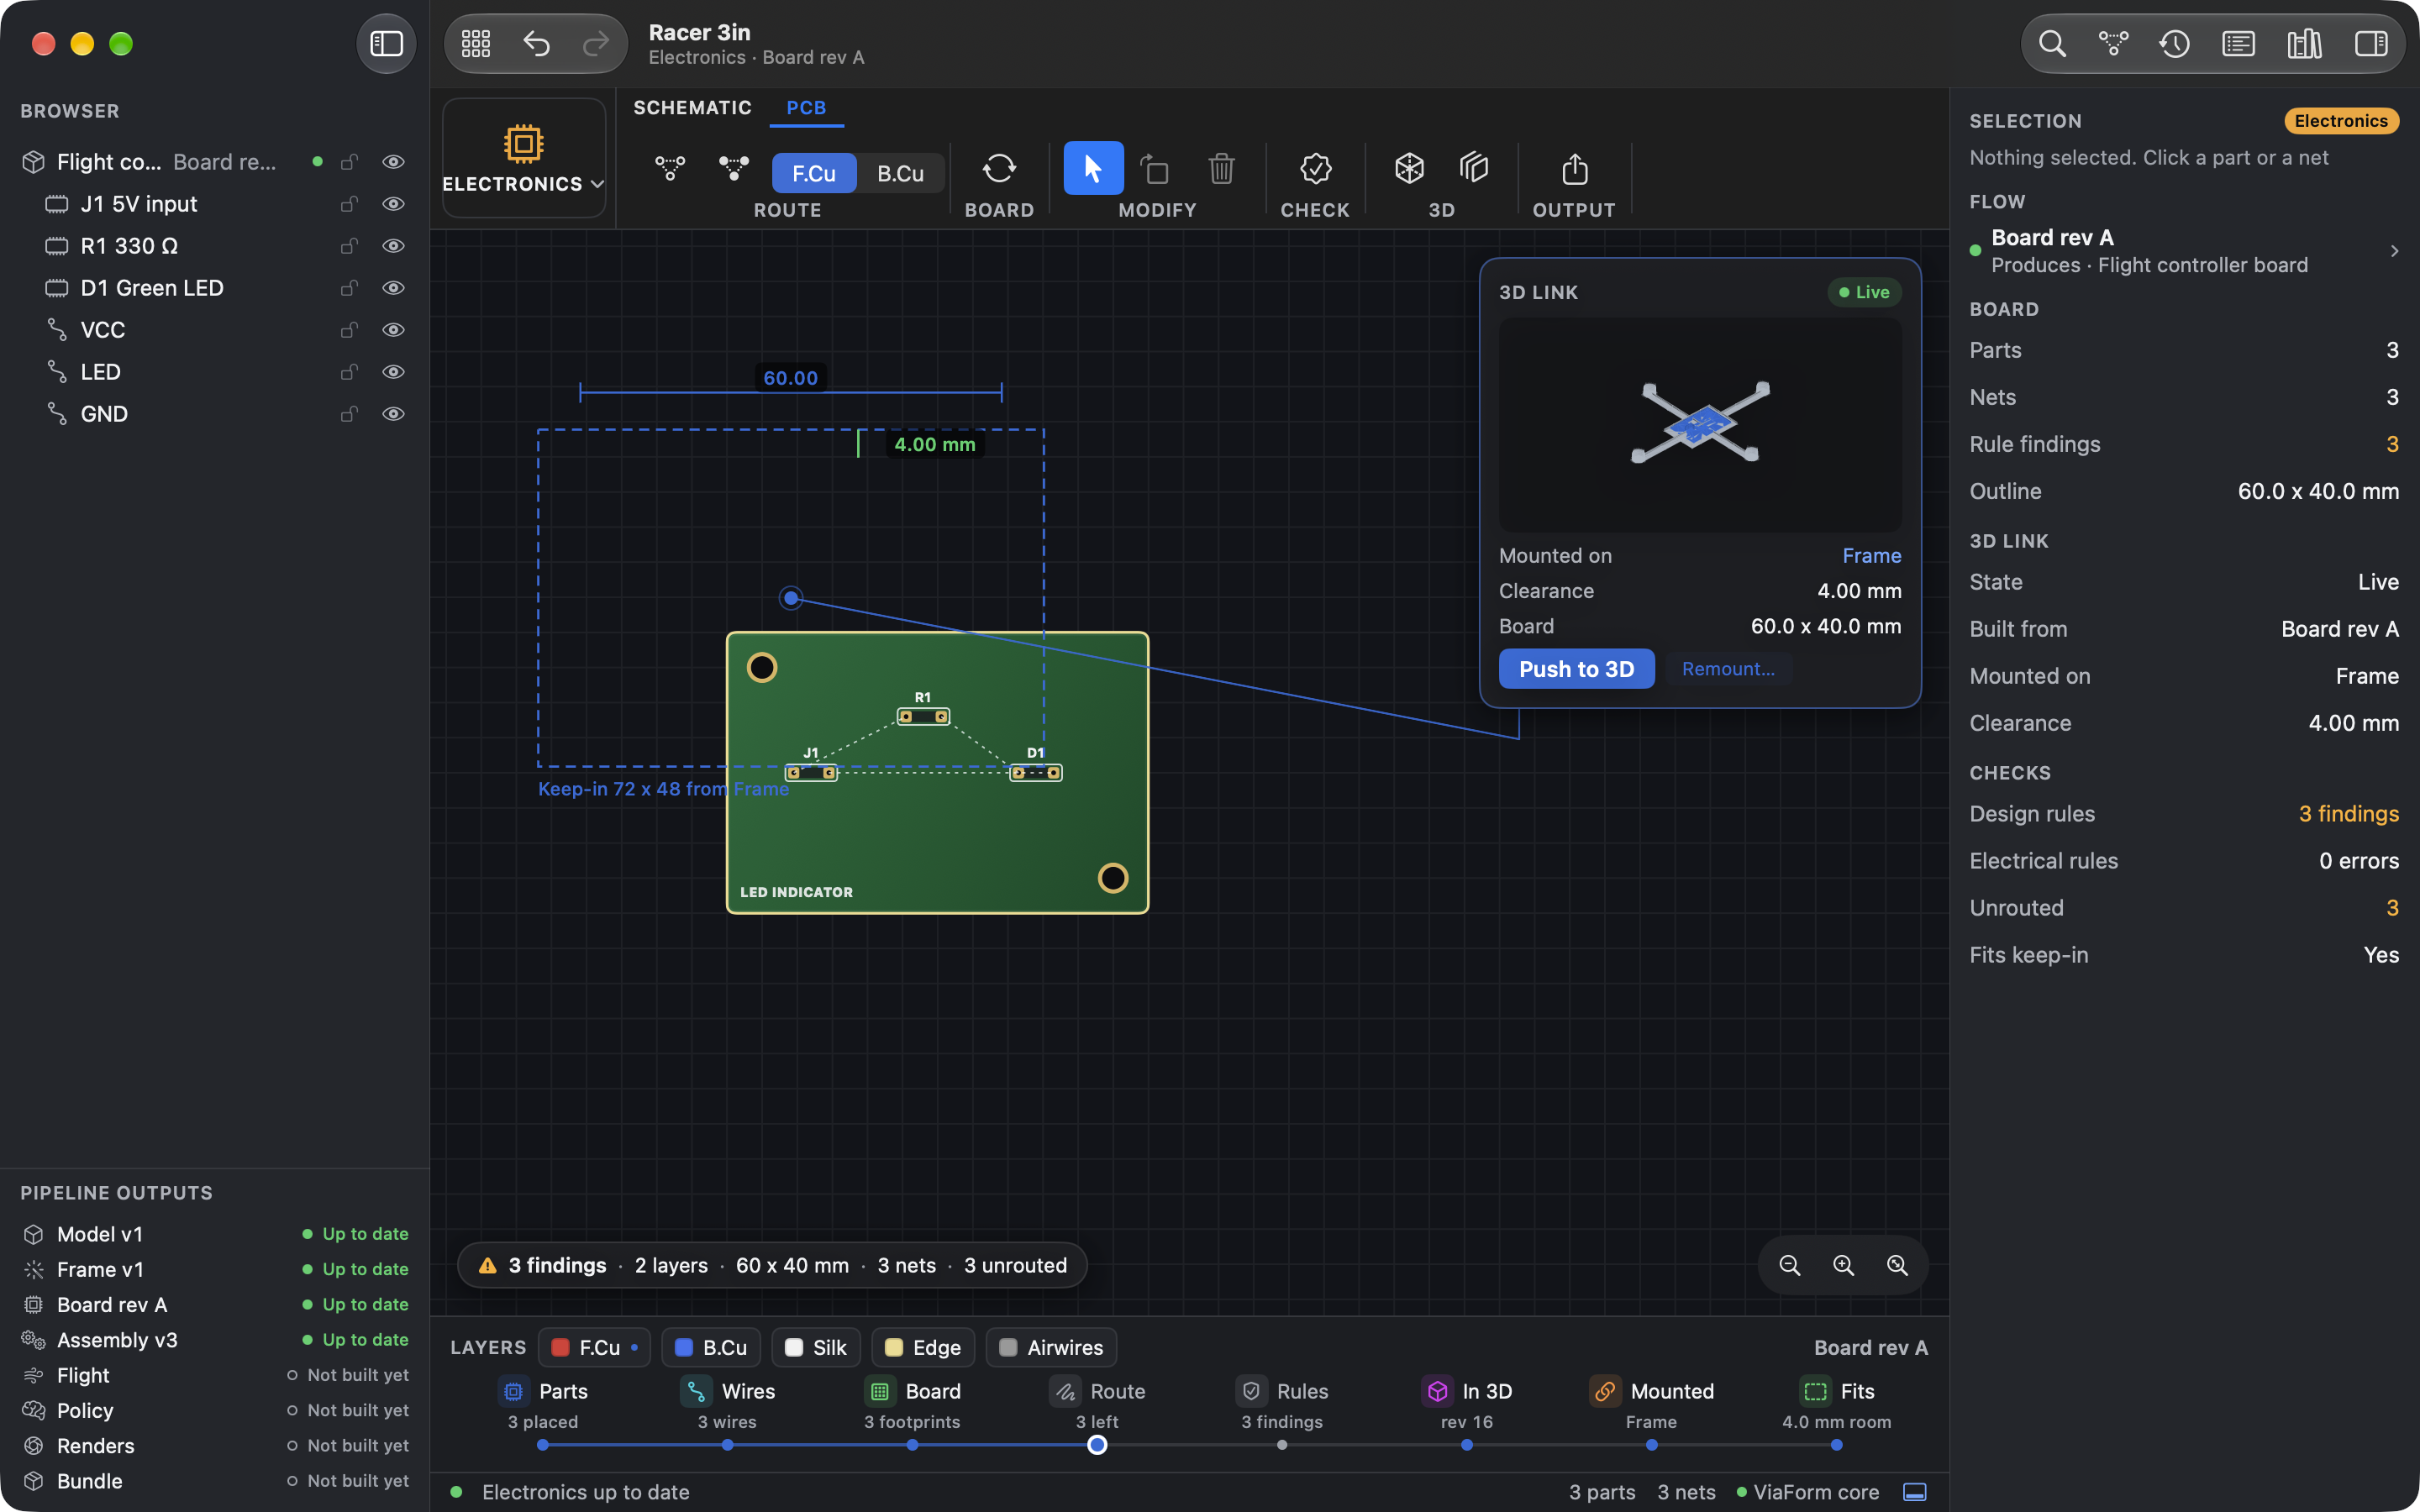 Racer 3in
Electronics · Board rev A
BROWSER
Flight co... Board re...
J1 5V input
R1 330 Ω
D1 Green LED
VCC
LED
GND
PIPELINE OUTPUTS
Model v1 Up to date
Frame v1 Up to date
Board rev A Up to date
Assembly v3 Up to date
Flight Not built yet
Policy Not built yet
Renders Not built yet
Bundle Not built yet
ELECTRONICS
SCHEMATIC PCB
F.Cu B.Cu
ROUTE BOARD MODIFY CHECK 3D OUTPUT
60.00
4.00 mm
R1
J1
D1
Keep-in 72 x 48 from Frame
LED INDICATOR
3D LINK Live
Mounted on Frame
Clearance 4.00 mm
Board 60.0 x 40.0 mm
Push to 3D Remount...
3 findings · 2 layers · 60 x 40 mm · 3 nets · 3 unrouted
LAYERS F.Cu B.Cu Silk Edge Airwires Board rev A
Parts Wires Board Route Rules In 3D Mounted Fits
3 placed 3 wires 3 footprints 3 left 3 findings rev 16 Frame 4.0 mm room
Electronics up to date 3 parts 3 nets ViaForm core
SELECTION Electronics
Nothing selected. Click a part or a net
FLOW
Board rev A
Produces · Flight controller board
BOARD
Parts 3
Nets 3
Rule findings 3
Outline 60.0 x 40.0 mm
3D LINK
State Live
Built from Board rev A
Mounted on Frame
Clearance 4.00 mm
CHECKS
Design rules 3 findings
Electrical rules 0 errors
Unrouted 3
Fits keep-in Yes